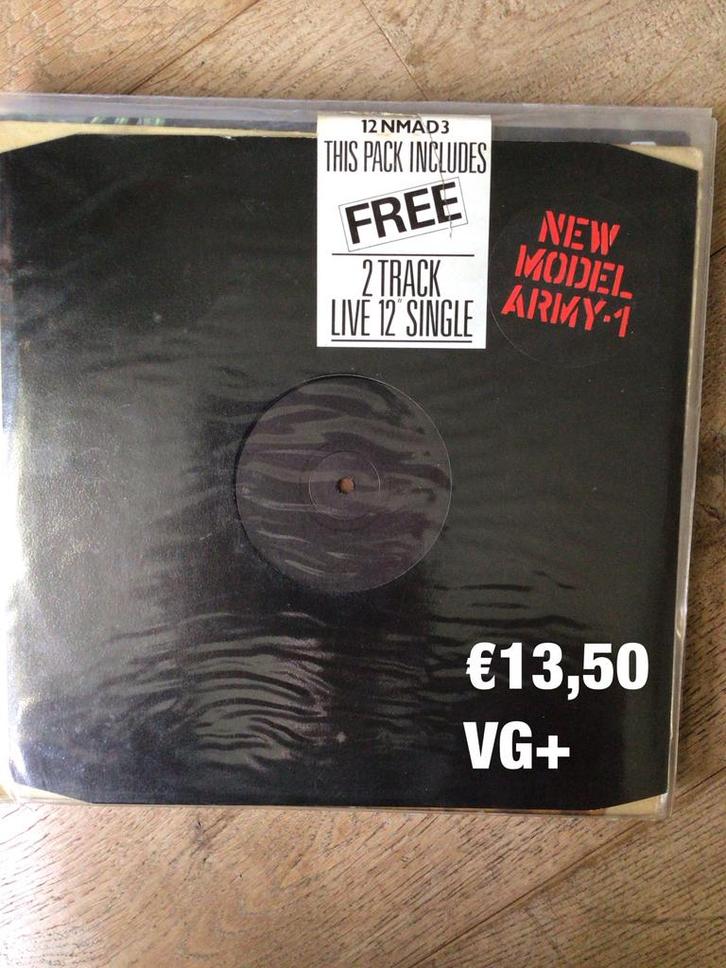 12 NMAD3
THIS PACK INCLUDES
FREE
2 TRACK
LIVE 12" SINGLE
NEW
MODEL
ARMY·1
€13,50
VG+